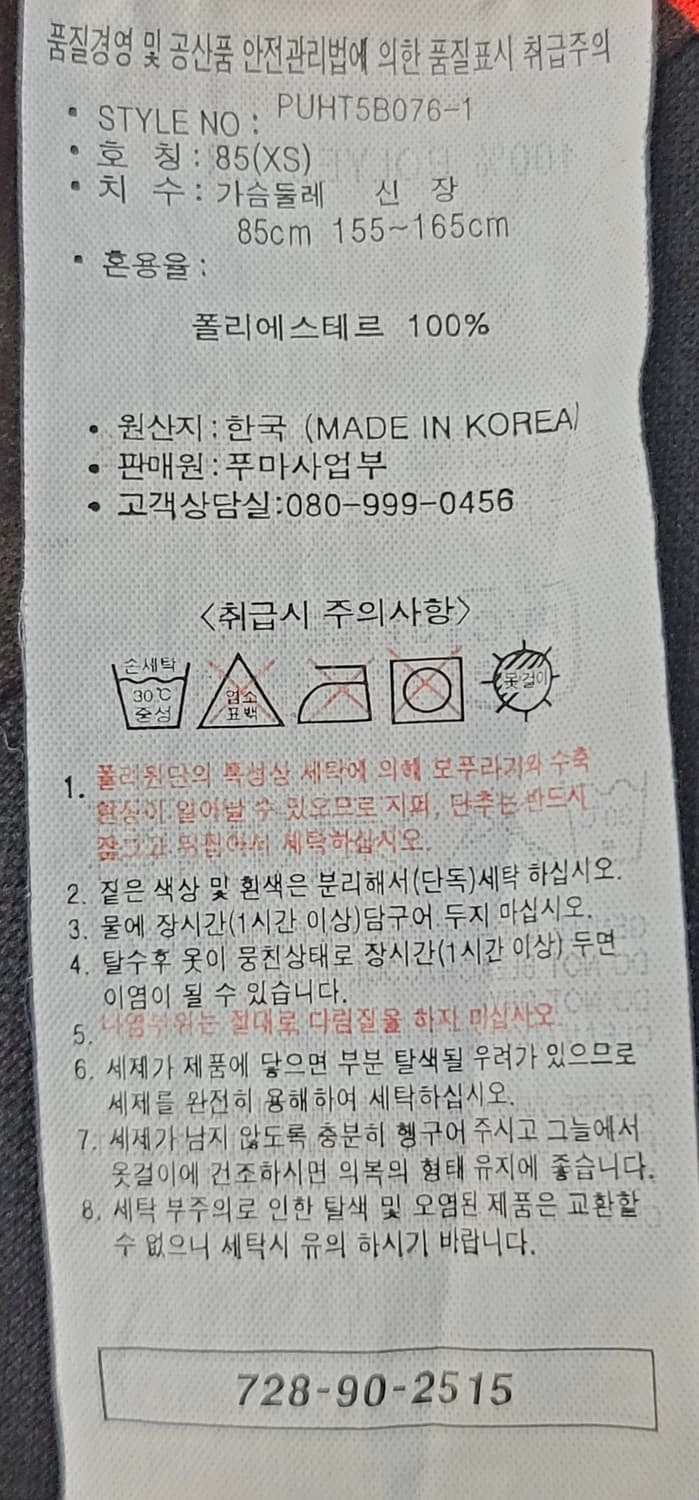 품질경영 및 공산품 안전관리법에 의한 품질표시 취급주의
• STYLE NO : PUHT5B076-1
• 호 칭 : 85(XS)
• 치 수 : 가슴둘레 신 장
85cm 155~165cm
• 혼용율 :
폴리에스테르 100%
• 원산지 : 한국 (MADE IN KOREA)
• 판매원 : 푸마사업부
• 고객상담실:080-999-0456
<취급시 주의사항>
손세탁 30℃ 중성
염소 표백
옷걸이
1. 폴리원단의 특성상 세탁에 의해 보푸라기와 수축
현상이 일어날 수 있으므로 지퍼, 단추는 반드시
잠그고 뒤집어서 세탁하십시오.
2. 짙은 색상 및 흰색은 분리해서(단독)세탁 하십시오.
3. 물에 장시간(1시간 이상)담구어 두지 마십시오.
4. 탈수후 옷이 뭉친상태로 장시간(1시간 이상) 두면
이염이 될 수 있습니다.
5. 나염부위는 절대로 다림질을 하지 마십시오.
6. 세제가 제품에 닿으면 부분 탈색될 우려가 있으므로
세제를 완전히 용해하여 세탁하십시오.
7. 세제가 남지 않도록 충분히 헹구어 주시고 그늘에서
옷걸이에 건조하시면 의복의 형태 유지에 좋습니다.
8. 세탁 부주의로 인한 탈색 및 오염된 제품은 교환할
수 없으니 세탁시 유의 하시기 바랍니다.
728-90-2515